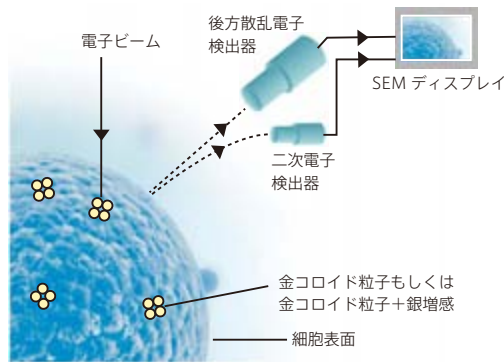 電子ビーム
後方散乱電子
検出器
SEM ディスプレイ
二次電子
検出器
金コロイド粒子もしくは
金コロイド粒子＋銀増感
細胞表面